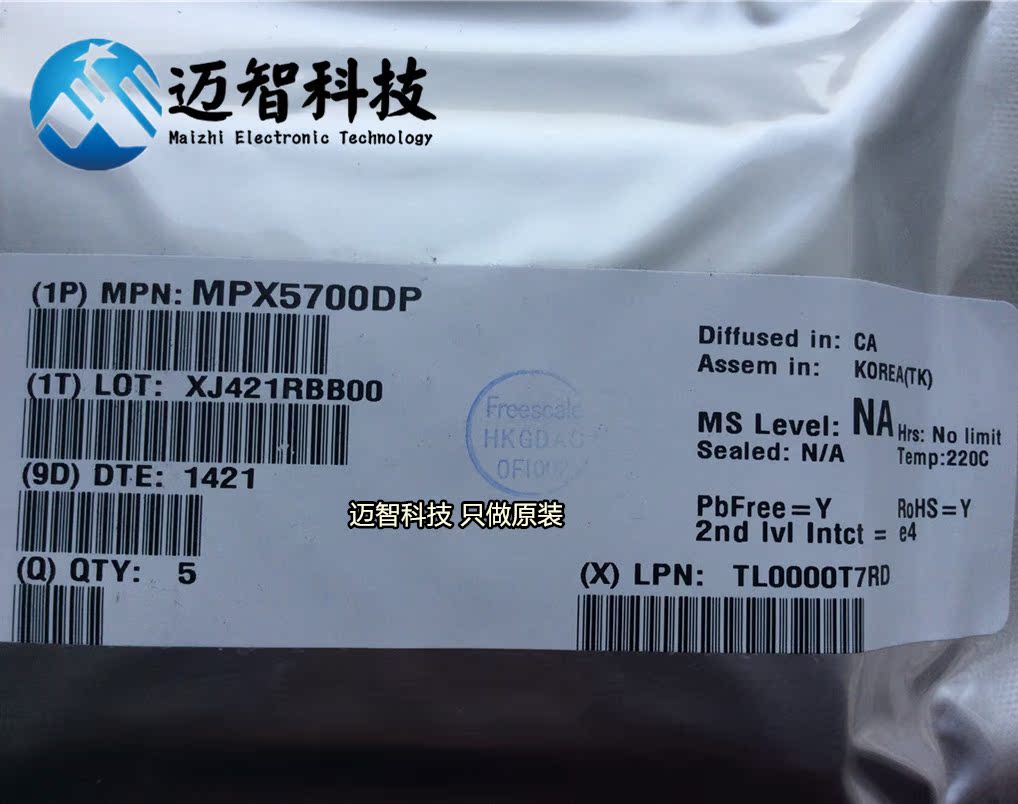 迈智科技
Maizhi Electronic Technology
(1P) MPN: MPX5700DP
(1T) LOT: XJ421RBB00
(9D) DTE: 1421
(Q) QTY: 5
Freescale
HKGDAC
迈智科技 只做原装
Diffused in: CA
Assem in: KOREA(TK)
MS Level: NA Hrs: No limit
Sealed: N/A Temp:220C
PbFree=Y RoHS=Y
2nd lvl Intct = e4
(X) LPN: TL0000T7RD